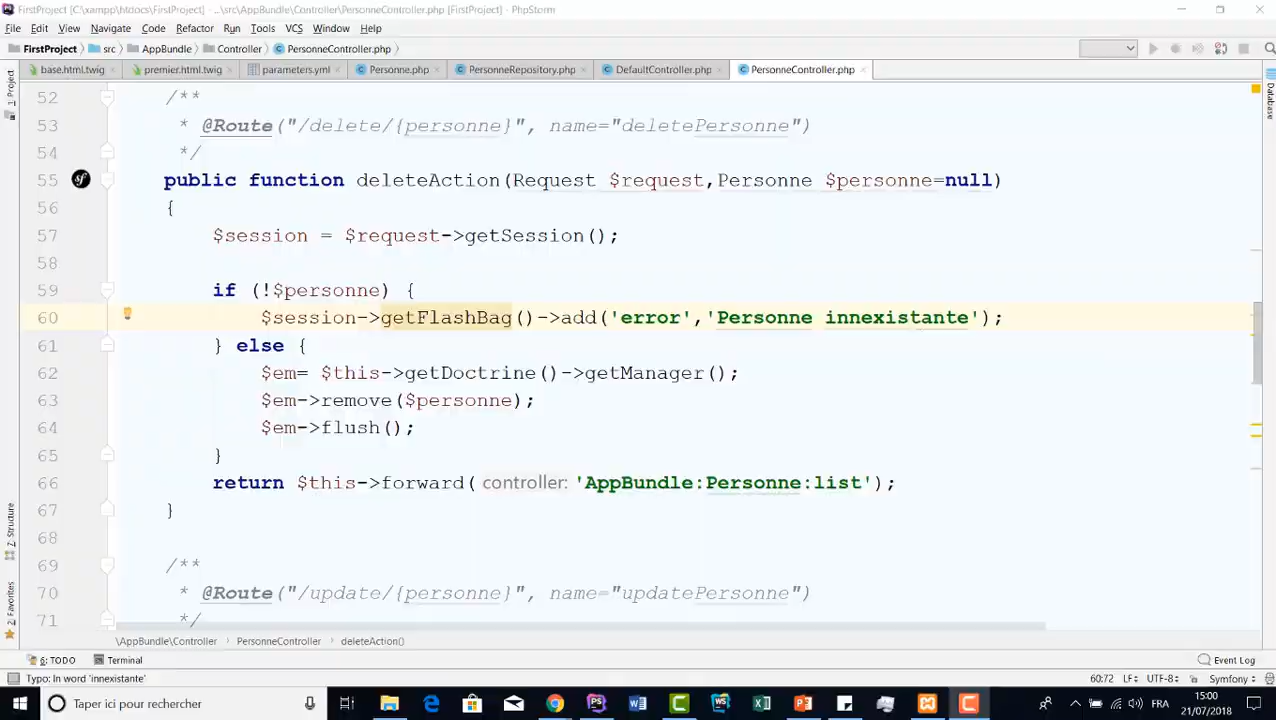 FirstProject [C:\xampp\htdocs\FirstProject] - ...\src\AppBundle\Controller\PersonneController.php [FirstProject] - PhpStorm
File Edit View Navigate Code Refactor Run Tools VCS Window Help
FirstProject src AppBundle Controller PersonneController.php
base.html.twig premier.html.twig parameters.yml Personne.php PersonneRepository.php DefaultController.php PersonneController.php
1: Project
Database
52 /**
53 * @Route("/delete/{personne}", name="deletePersonne")
54 */
55 public function deleteAction(Request $request,Personne $personne=null)
56 {
57 $session = $request->getSession();
58
59 if (!$personne) {
60 $session->getFlashBag()->add('error','Personne innexistante');
61 } else {
62 $em= $this->getDoctrine()->getManager();
63 $em->remove($personne);
64 $em->flush();
65 }
66 return $this->forward( controller: 'AppBundle:Personne:list');
67 }
68
69 /**
70 * @Route("/update/{personne}", name="updatePersonne")
71 */
Z: Structure
2: Favorites
\AppBundle\Controller PersonneController deleteAction()
6: TODO Terminal Event Log
Typo: In word 'innexistante' 60:72 LF UTF-8 Symfony
Taper ici pour rechercher FRA 15:00
21/07/2018